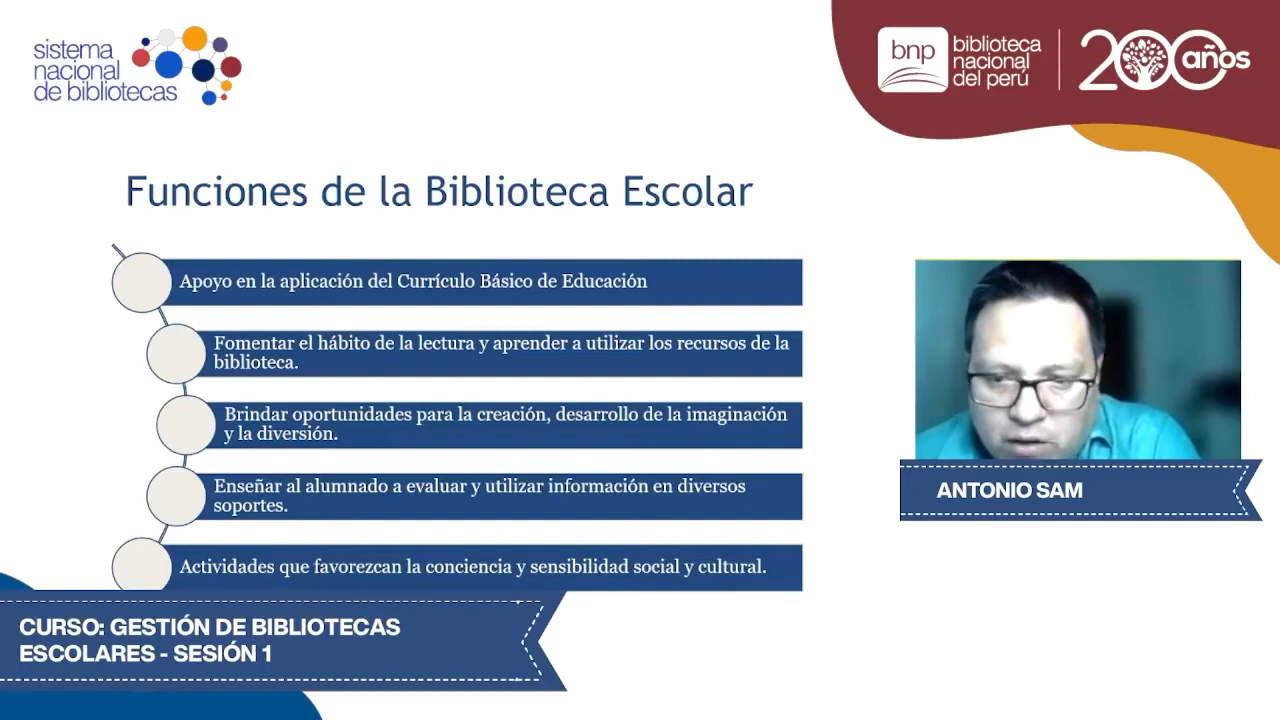 sistema
nacional
de bibliotecas
bnp
biblioteca
nacional
del perú
200 años
Funciones de la Biblioteca Escolar
Apoyo en la aplicación del Currículo Básico de Educación
Fomentar el hábito de la lectura y aprender a utilizar los recursos de la
biblioteca.
Brindar oportunidades para la creación, desarrollo de la imaginación
y la diversión.
Enseñar al alumnado a evaluar y utilizar información en diversos
soportes.
Actividades que favorezcan la conciencia y sensibilidad social y cultural.
ANTONIO SAM
CURSO: GESTIÓN DE BIBLIOTECAS
ESCOLARES - SESIÓN 1